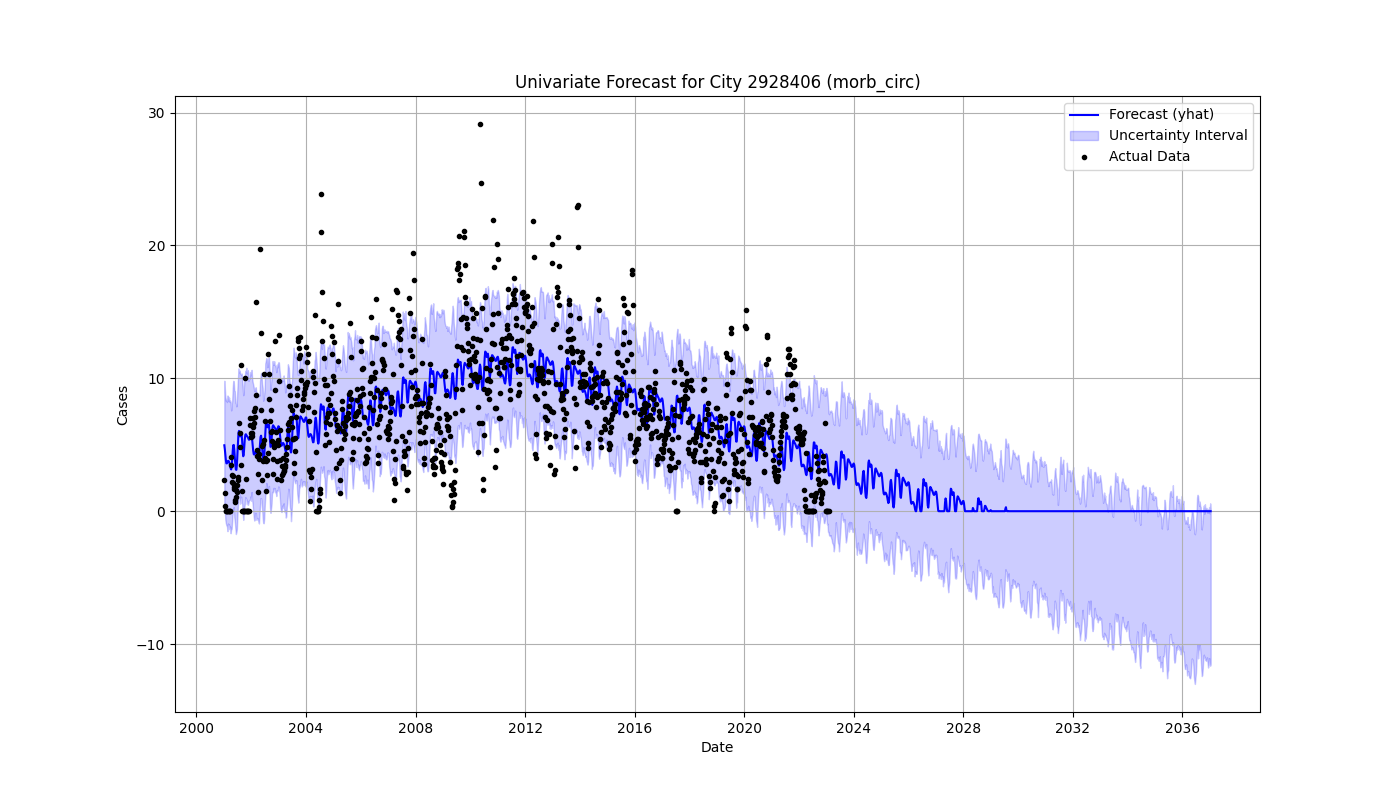 Univariate Forecast for City 2928406 (morb_circ)
Forecast (yhat)
Uncertainty Interval
Actual Data
Cases
30
20
10
0
−10
2000 2004 2008 2012 2016 2020 2024 2028 2032 2036
Date